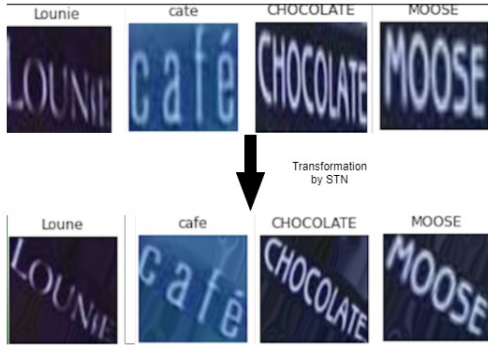 Lounie cate CHOCOLATE MOOSE
LOUNIE café CHOCOLATE MOOSE
Transformation
by STN
Loune cafe CHOCOLATE MOOSE
LOUNIE café CHOCOLATE MOOSE